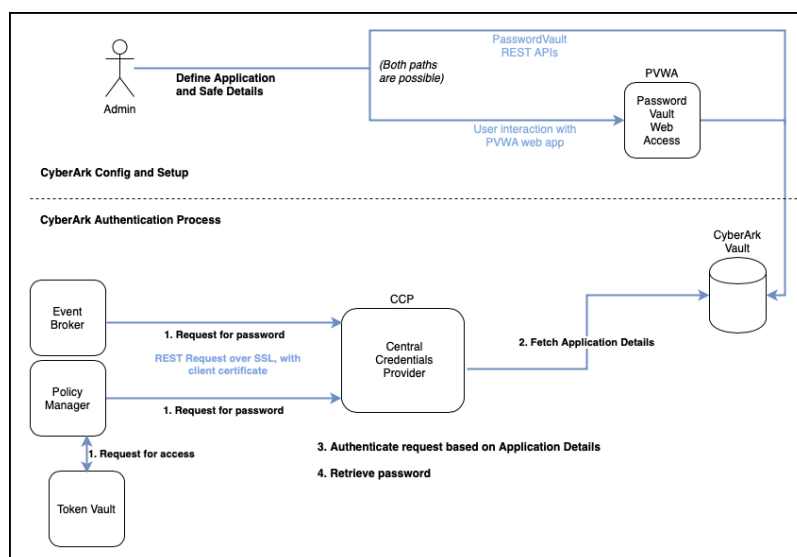 PasswordVault
REST APIs
(Both paths
are possible)
PVWA
Define Application
and Safe Details
Admin
Password
Vault
Web
Access
User interaction with
PVWA web app
CyberArk Config and Setup
CyberArk Authentication Process
CyberArk
Vault
CCP
Event
Broker
1. Request for password
Central
Credentials
Provider
2. Fetch Application Details
REST Request over SSL, with
client certificate
Policy
Manager
1. Request for password
3. Authenticate request based on Application Details
1. Request for access
4. Retrieve password
Token Vault